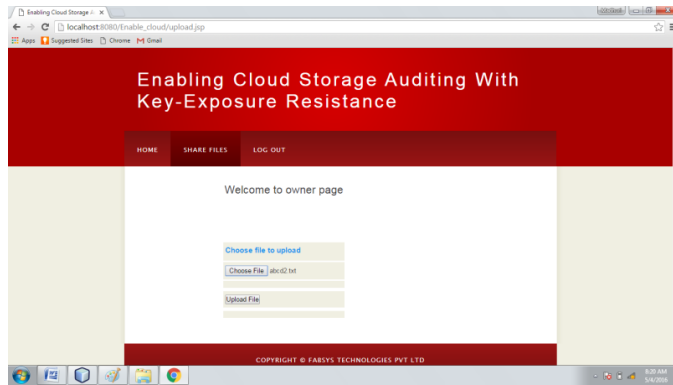 Enabling Cloud Storage A
localhost:8080/Enable_cloud/upload.jsp
Apps Suggested Sites Chrome Gmail
Enabling Cloud Storage Auditing With
Key-Exposure Resistance
HOME SHARE FILES LOG OUT
Welcome to owner page
Choose file to upload
Choose File abcd2.txt
Upload File
COPYRIGHT © FABSYS TECHNOLOGIES PVT LTD
8:20 AM
5/4/2016